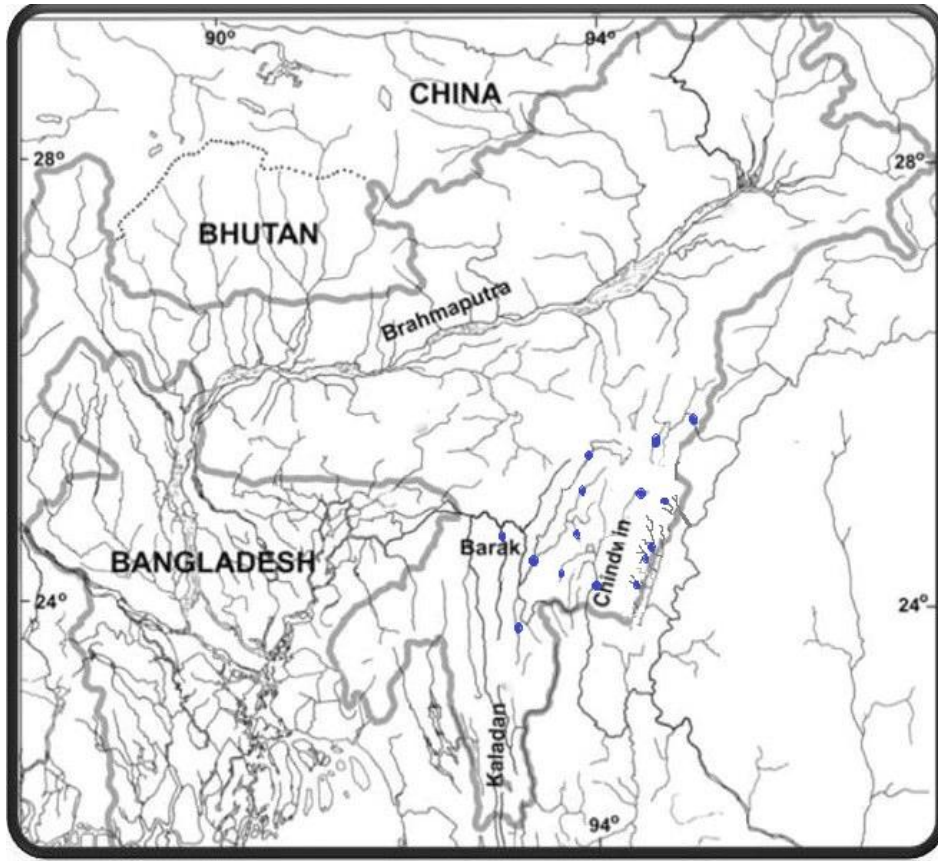 90°
94°
CHINA
28°
28°
BHUTAN
Brahmaputra
Barak
BANGLADESH
Chindwin
24°
24°
Kaladan
94°